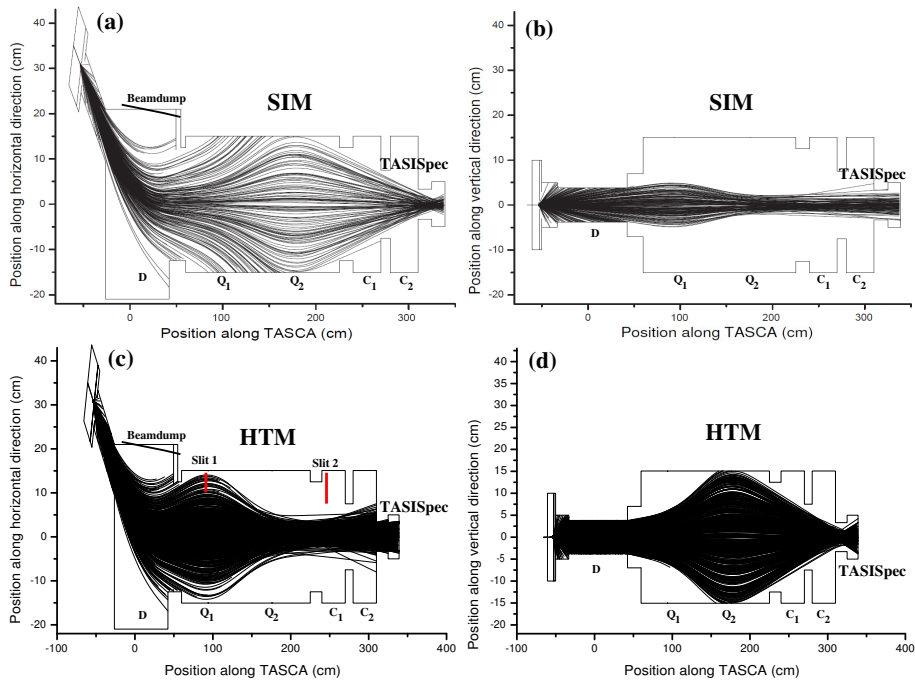 (a)
SIM
Beamdump
TASISpec
D
Q1
Q2
C1
C2
Position along horizontal direction (cm)
40
30
20
10
0
-10
-20
0
100
200
300
Position along TASCA (cm)
(b)
SIM
TASISpec
D
Q1
Q2
C1
C2
Position along vertical direction (cm)
40
30
20
10
0
-10
-20
0
100
200
300
Position along TASCA (cm)
(c)
HTM
Beamdump
Slit 1
Slit 2
TASISpec
D
Q1
Q2
C1
C2
Position along horizontal direction (cm)
40
30
20
10
0
-10
-20
-100
0
100
200
300
400
Position along TASCA (cm)
(d)
HTM
TASISpec
D
Q1
Q2
C1
C2
Position along vertical direction (cm)
40
35
30
25
20
15
10
5
0
-5
-10
-15
-20
-100
0
100
200
300
400
Position along TASCA (cm)